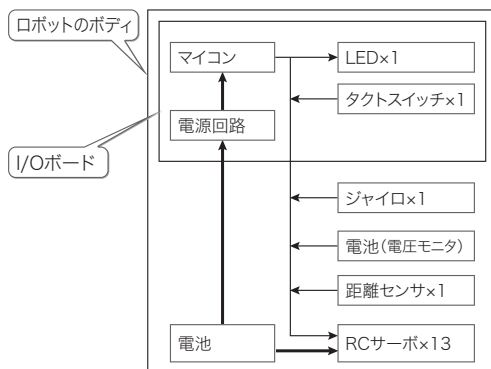 ロボットのボディ
マイコン
LED×1
タクトスイッチ×1
電源回路
I/Oボード
ジャイロ×1
電池(電圧モニタ)
距離センサ×1
電池
RCサーボ×13